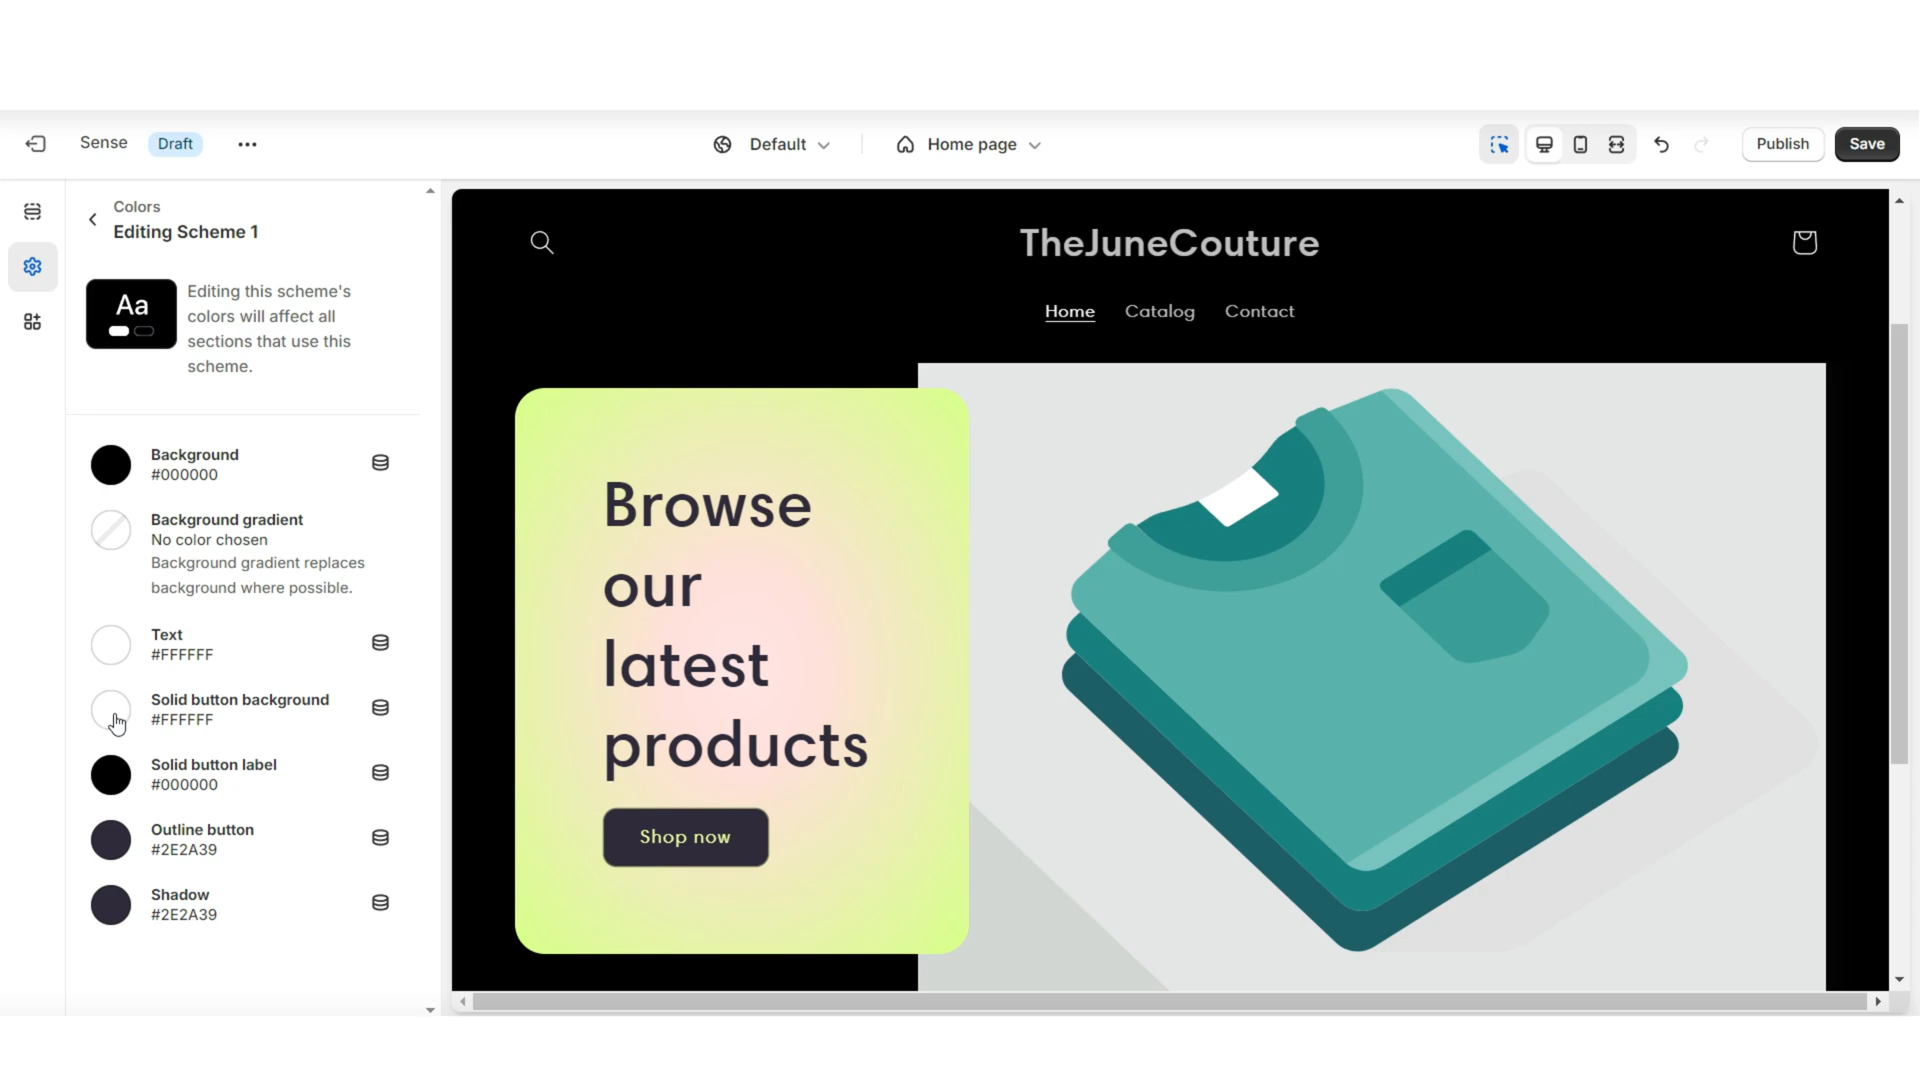 Sense
Draft
Default
Home page
Publish
Save
Colors
Editing Scheme 1
Aa
Editing this scheme's
colors will affect all
sections that use this
scheme.
Background
#000000
Background gradient
No color chosen
Background gradient replaces
background where possible.
Text
#FFFFFF
Solid button background
#FFFFFF
Solid button label
#000000
Outline button
#2E2A39
Shadow
#2E2A39
TheJuneCouture
Home Catalog Contact
Browse
our
latest
products
Shop now